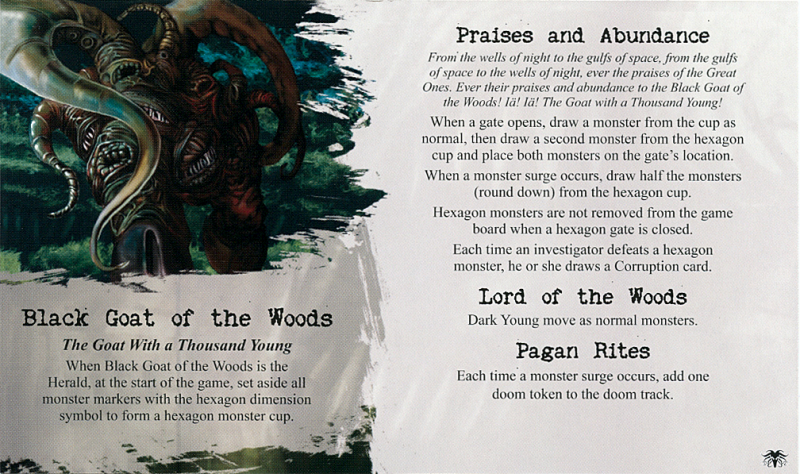 Black Goat of the Woods
The Goat With a Thousand Young
When Black Goat of the Woods is the
Herald, at the start of the game, set aside all
monster markers with the hexagon dimension
symbol to form a hexagon monster cup.
Praises and Abundance
From the wells of night to the gulfs of space, from the gulfs
of space to the wells of night, ever the praises of the Great
Ones. Ever their praises and abundance to the Black Goat of
the Woods! Iä! Iä! The Goat with a Thousand Young!
When a gate opens, draw a monster from the cup as
normal, then draw a second monster from the hexagon
cup and place both monsters on the gate's location.
When a monster surge occurs, draw half the monsters
(round down) from the hexagon cup.
Hexagon monsters are not removed from the game
board when a hexagon gate is closed.
Each time an investigator defeats a hexagon
monster, he or she draws a Corruption card.
Lord of the Woods
Dark Young move as normal monsters.
Pagan Rites
Each time a monster surge occurs, add one
doom token to the doom track.